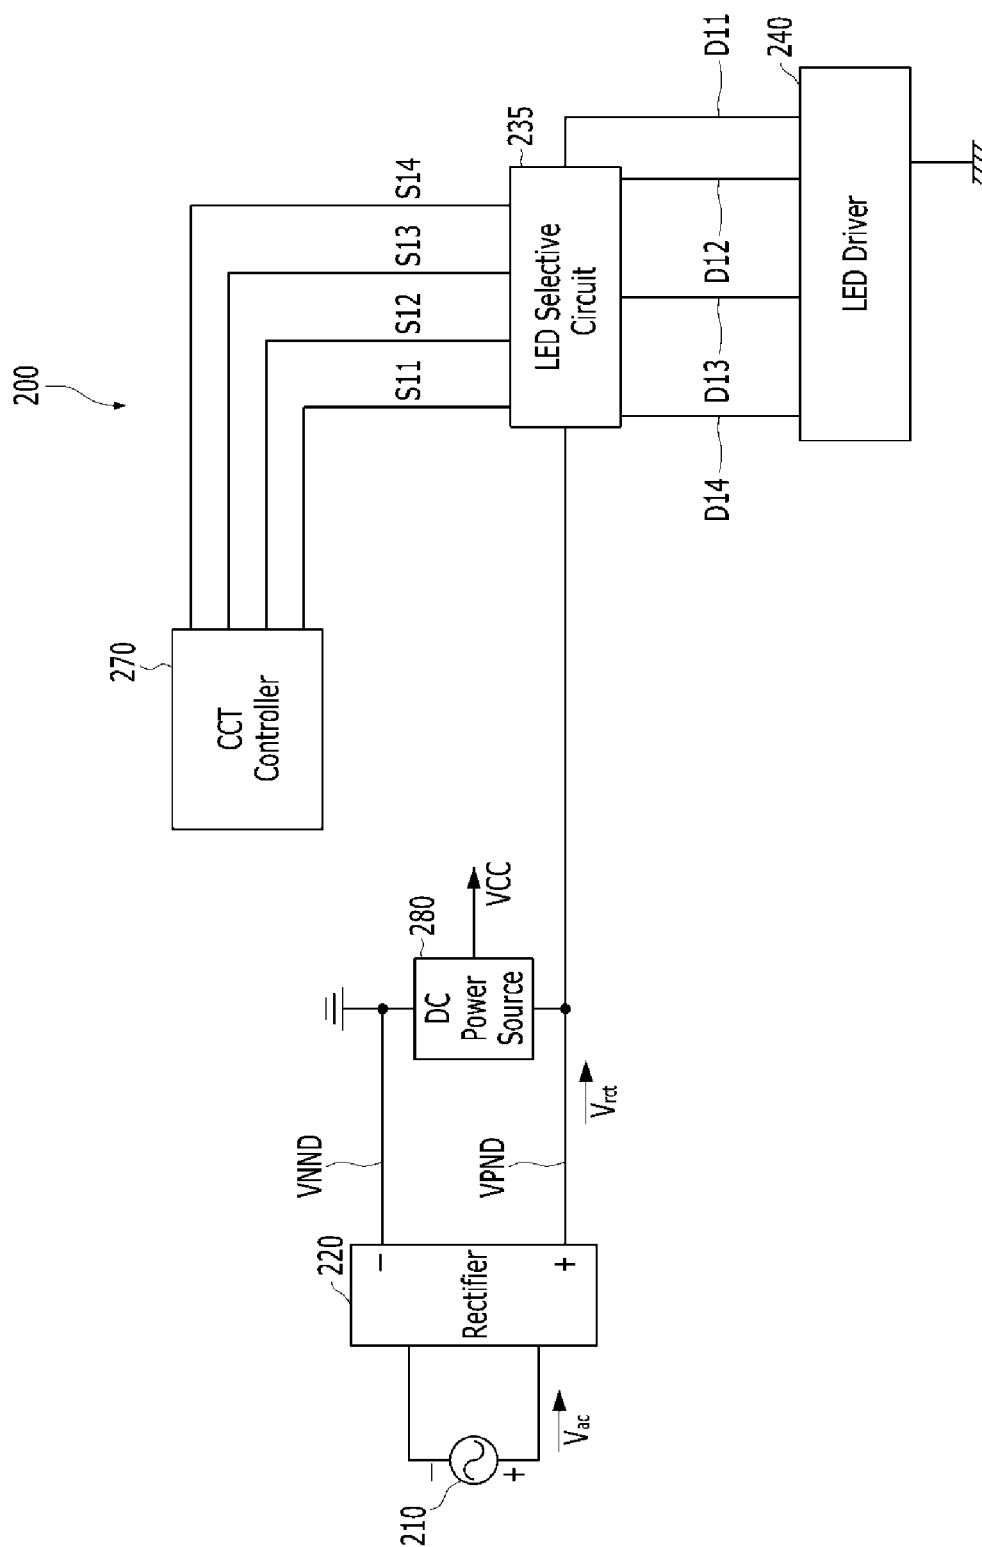 200
210
−
+
Vac
220
Rectifier
−
+
VNND
VPND
Vrct
280
DC
Power
Source
VCC
270
CCT
Controller
S11
S12
S13
S14
235
LED Selective
Circuit
D14
D13
D12
D11
240
LED Driver